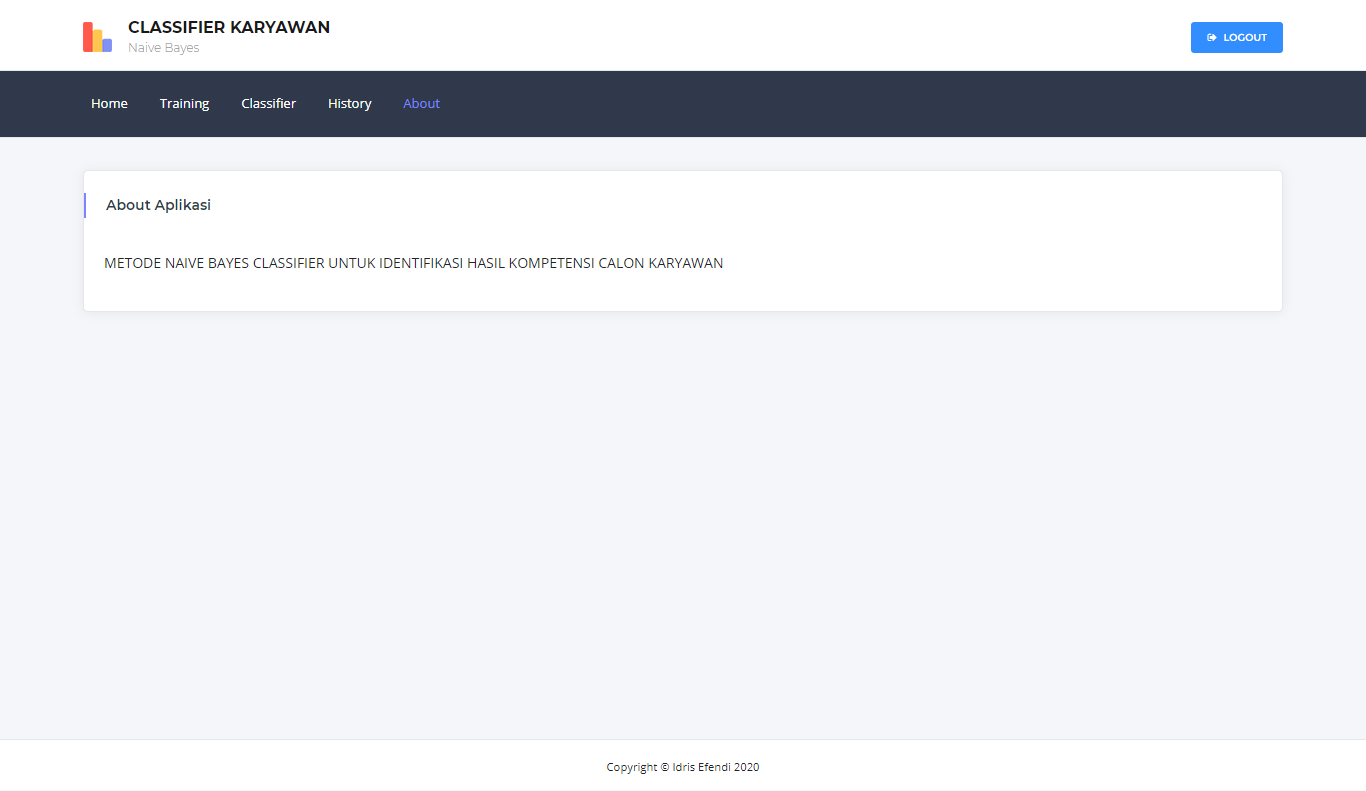 CLASSIFIER KARYAWAN
Naive Bayes
LOGOUT
Home Training Classifier History About
About Aplikasi
METODE NAIVE BAYES CLASSIFIER UNTUK IDENTIFIKASI HASIL KOMPETENSI CALON KARYAWAN
Copyright © Idris Efendi 2020